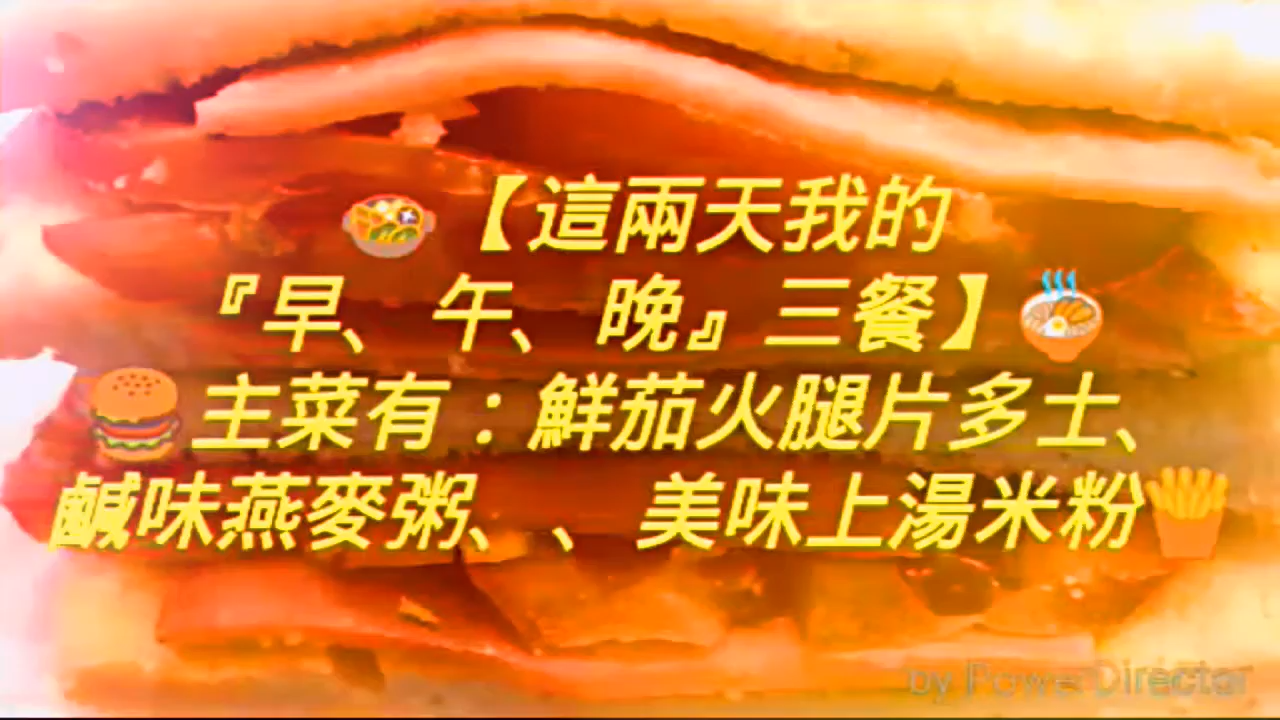 🍲【這兩天我的
『早、午、晚』三餐】🍜
🍔主菜有：鮮茄火腿片多士、
鹹味燕麥粥、、美味上湯米粉🍟
by PowerDirector